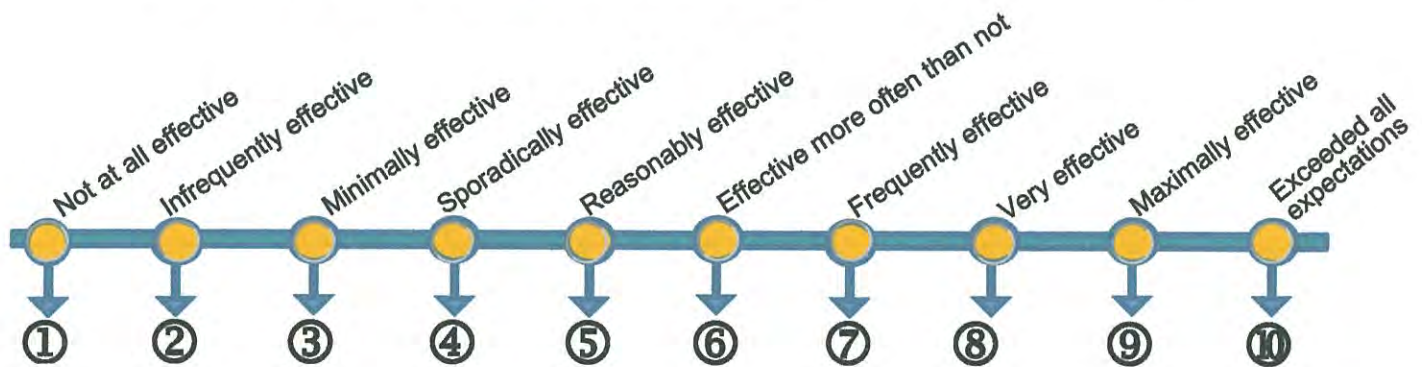 Not at all effective
Infrequently effective
Minimally effective
Sporadically effective
Reasonably effective
Effective more often than not
Frequently effective
Very effective
Maximally effective
Exceeded all
expectations
① ② ③ ④ ⑤ ⑥ ⑦ ⑧ ⑨ ⑩